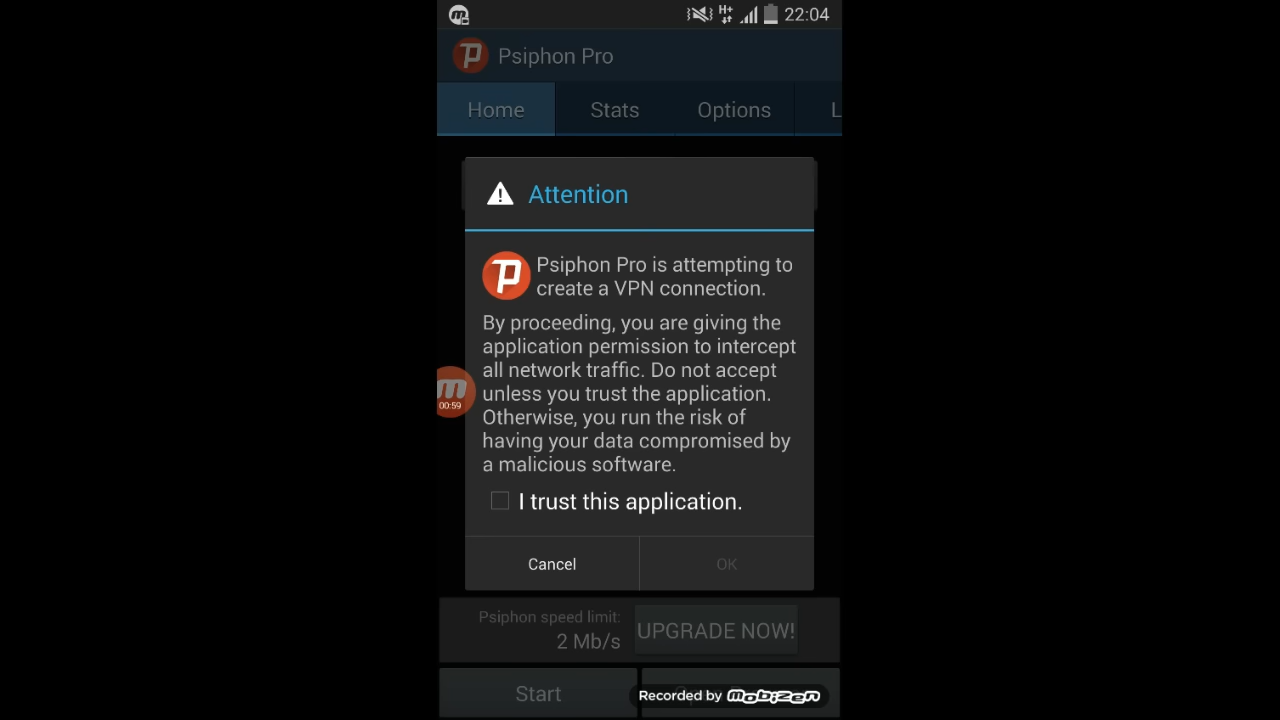 H+
22:04
Psiphon Pro
Home
Stats
Options
L
Attention
Psiphon Pro is attempting to
create a VPN connection.
By proceeding, you are giving the
application permission to intercept
all network traffic. Do not accept
unless you trust the application.
Otherwise, you run the risk of
having your data compromised by
a malicious software.
00:59
I trust this application.
Cancel
OK
Psiphon speed limit:
2 Mb/s
UPGRADE NOW!
Start
Recorded by Mobizen